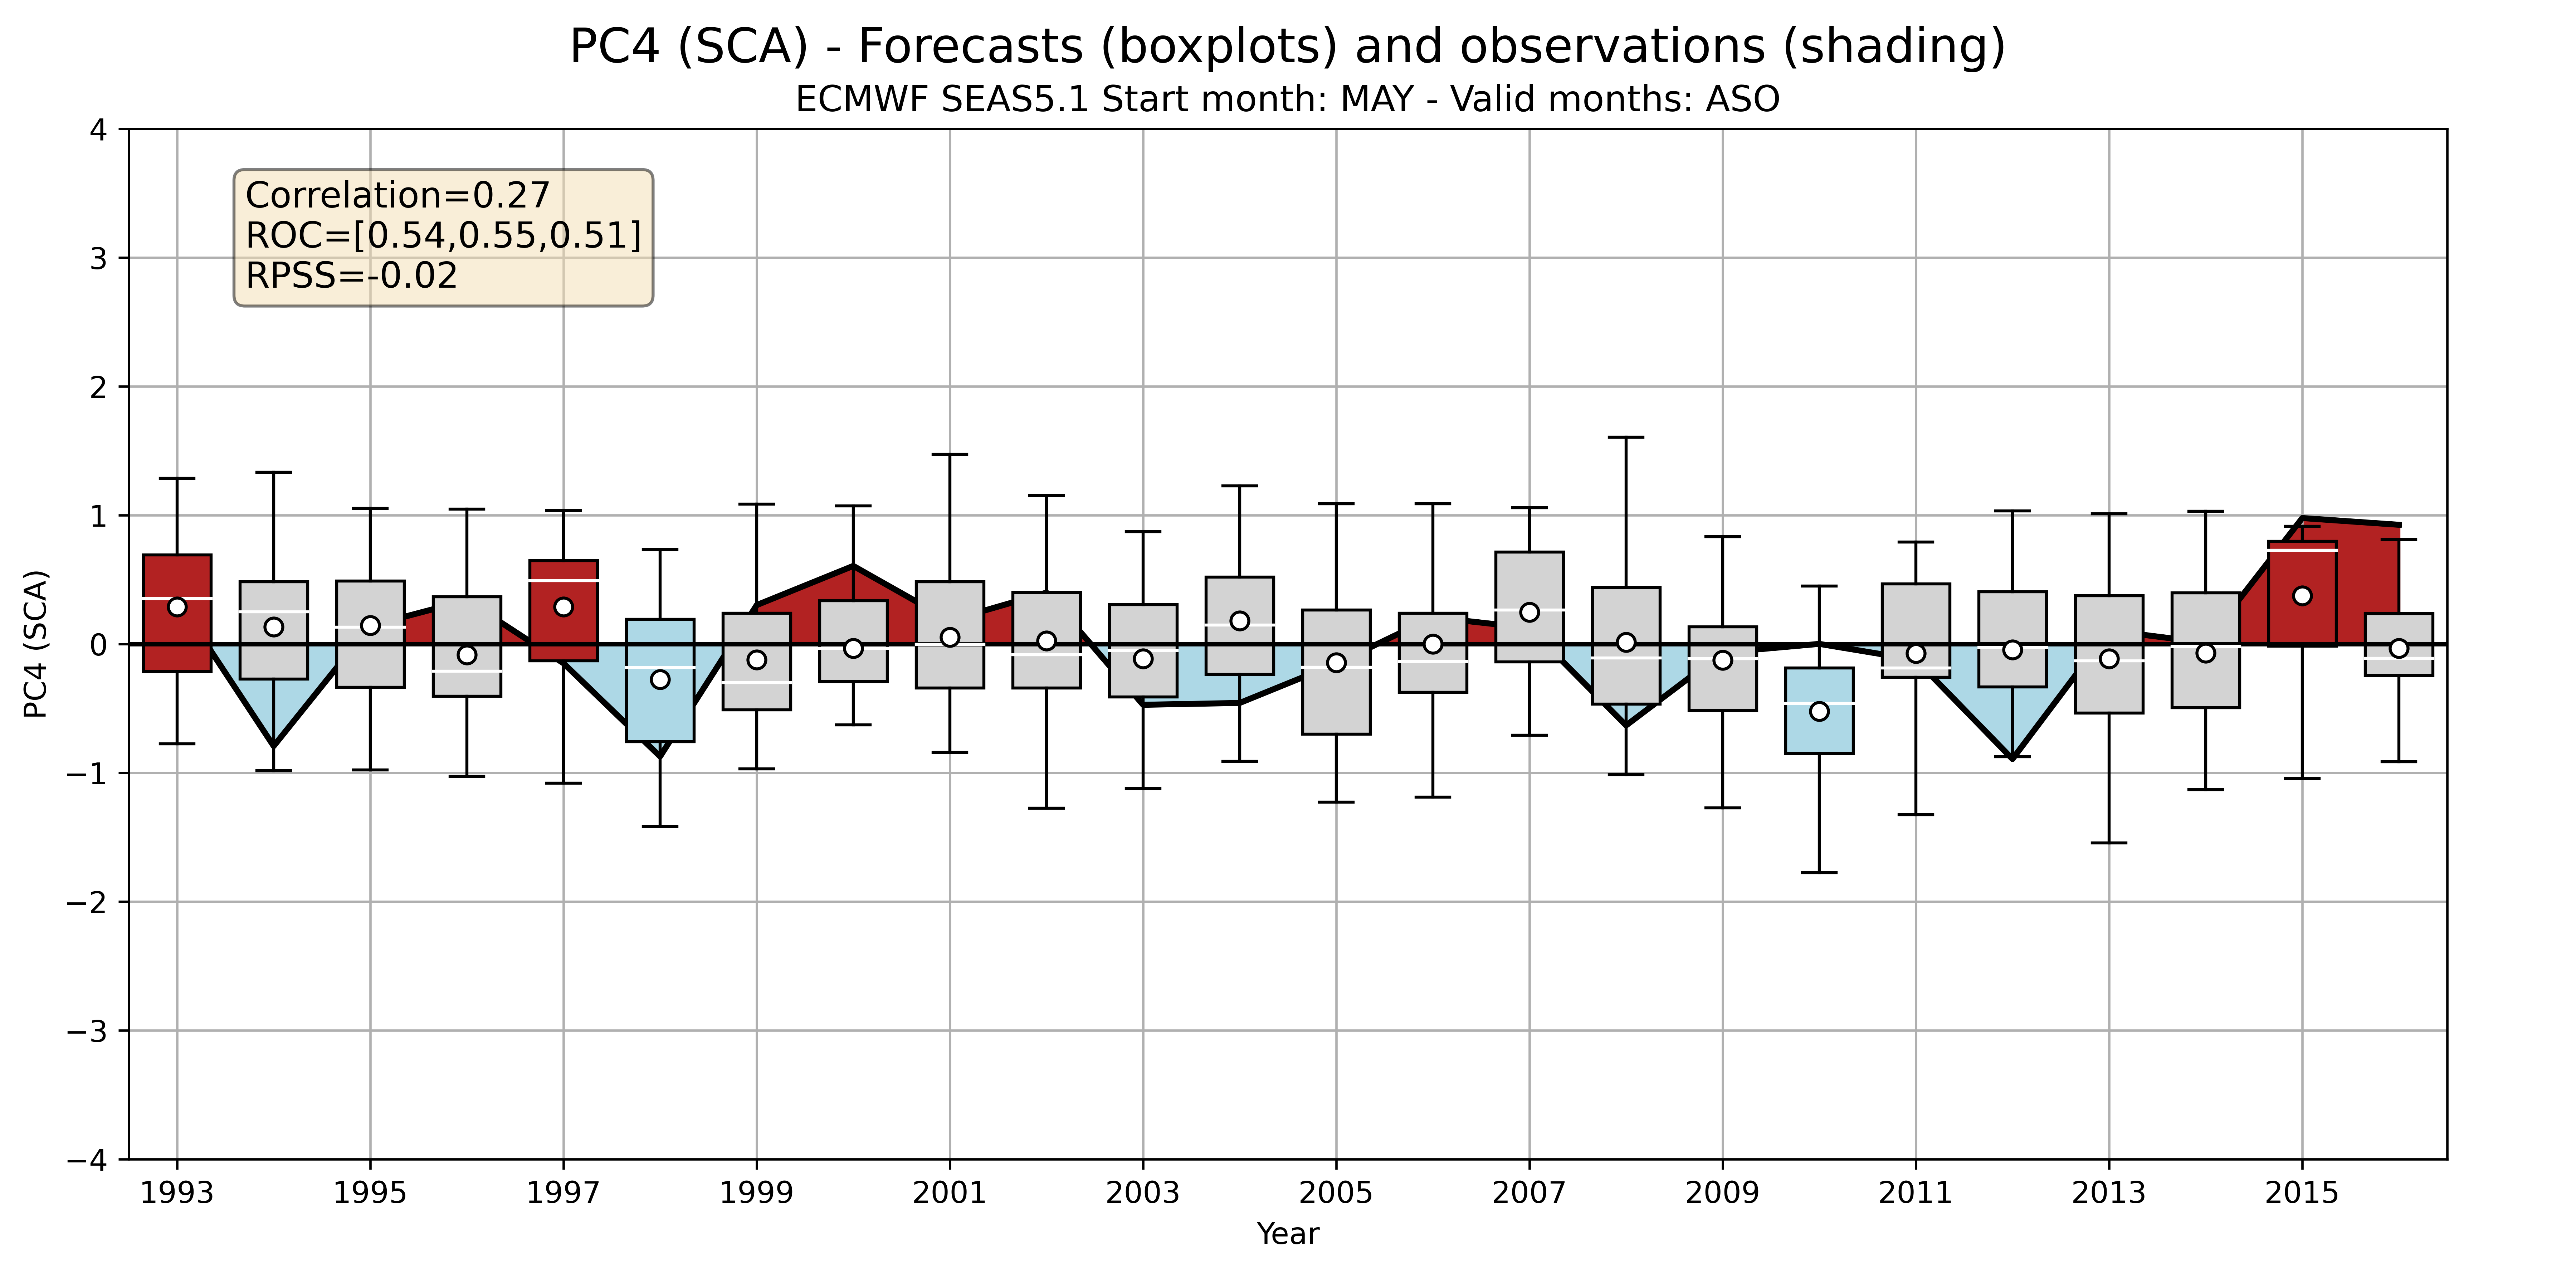 PC4 (SCA) - Forecasts (boxplots) and observations (shading)
ECMWF SEAS5.1 Start month: MAY - Valid months: ASO
Correlation=0.27
ROC=[0.54,0.55,0.51]
RPSS=-0.02
PC4 (SCA)
4
3
2
1
0
−1
−2
−3
−4
1993 1995 1997 1999 2001 2003 2005 2007 2009 2011 2013 2015
Year